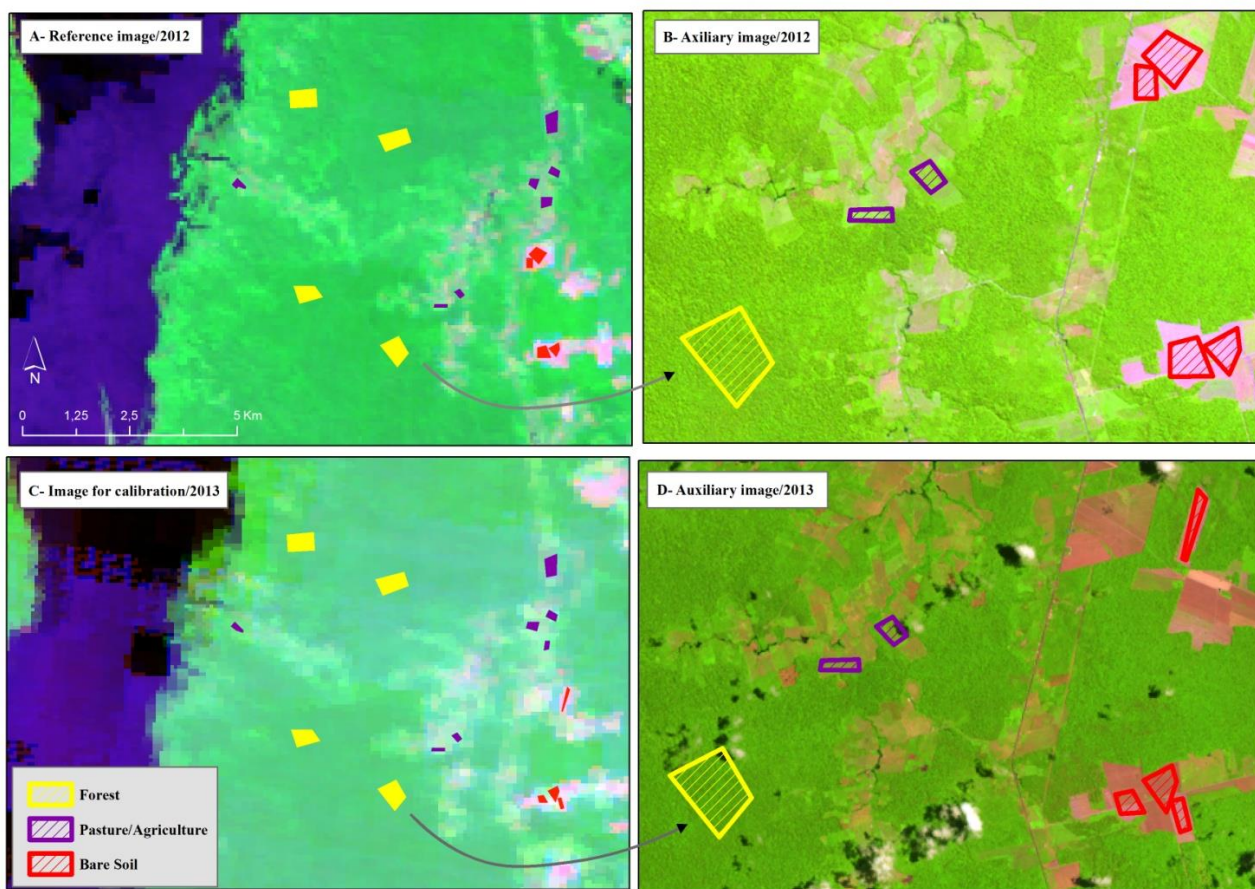 A- Reference image/2012
B- Axiliary image/2012
N
0 1,25 2,5 5 Km
C- Image for calibration/2013
D- Auxiliary image/2013
Forest
Pasture/Agriculture
Bare Soil